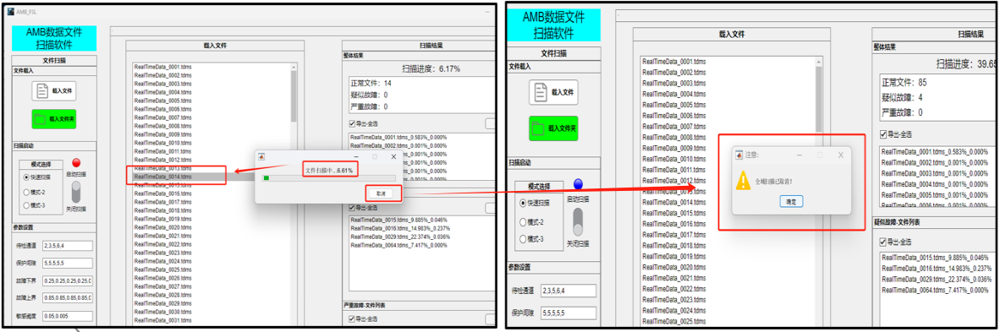 AMB_FSL
AMB数据文件
扫描软件
文件扫描
文件载入
载入文件
载入文件夹
扫描启动
模式选择
快速扫描
模式-2
模式-3
启动扫描
关闭扫描
参数设置
待检通道 2,3,5,6,4
保护间隙 5,5,5,5,5
故障下界 0.25,0.25,0.25,0.25,0
故障上界 0.85,0.85,0.85,0.85,0
敏感阈度 0.05,0.005
载入文件
RealTimeData_0001.tdms
RealTimeData_0002.tdms
RealTimeData_0003.tdms
RealTimeData_0004.tdms
RealTimeData_0005.tdms
RealTimeData_0006.tdms
RealTimeData_0007.tdms
RealTimeData_0008.tdms
RealTimeData_0009.tdms
RealTimeData_0010.tdms
RealTimeData_0011.tdms
RealTimeData_0012.tdms
RealTimeData_0013.tdms
RealTimeData_0014.tdms
RealTimeData_0015.tdms
RealTimeData_0016.tdms
RealTimeData_0017.tdms
RealTimeData_0018.tdms
RealTimeData_0019.tdms
RealTimeData_0020.tdms
RealTimeData_0021.tdms
RealTimeData_0022.tdms
RealTimeData_0023.tdms
RealTimeData_0024.tdms
RealTimeData_0025.tdms
RealTimeData_0026.tdms
RealTimeData_0027.tdms
RealTimeData_0028.tdms
RealTimeData_0029.tdms
RealTimeData_0030.tdms
RealTimeData_0031.tdms
扫描结果
整体结果
扫描进度：6.17%
正常文件：14
疑似故障：0
严重故障：0
导出-全选
RealTimeData_0001.tdms_0.583%_0.000%
RealTimeData_0002.tdms_0.001%_0.000%
s_0.001%_0.000%
s_0.001%_0.000%
s_0.001%_0.000%
s_0.001%_0.000%
文件扫描中...6.61%
取消
导出-全选
RealTimeData_0015.tdms_9.885%_0.046%
RealTimeData_0016.tdms_14.983%_0.237%
RealTimeData_0029.tdms_22.374%_0.036%
RealTimeData_0064.tdms_7.417%_0.000%
严重故障-文件列表
导出-全选
AMB数据文件
扫描软件
文件扫描
文件载入
载入文件
载入文件夹
扫描启动
模式选择
快速扫描
模式-2
模式-3
启动扫描
关闭扫描
参数设置
待检通道 2,3,5,6,4
保护间隙 5,5,5,5,5
载入文件
RealTimeData_0001.tdms
RealTimeData_0002.tdms
RealTimeData_0003.tdms
RealTimeData_0004.tdms
RealTimeData_0005.tdms
RealTimeData_0006.tdms
RealTimeData_0007.tdms
RealTimeData_0008.tdms
RealTimeData_0009.tdms
RealTimeData_0010.tdms
RealTimeData_0011.tdms
RealTimeData_0012.tdms
RealTimeData_0013.tdms
RealTimeData_0014.tdms
RealTimeData_0015.tdms
RealTimeData_0016.tdms
RealTimeData_0017.tdms
RealTimeData_0018.tdms
RealTimeData_0019.tdms
RealTimeData_0020.tdms
RealTimeData_0021.tdms
RealTimeData_0022.tdms
RealTimeData_0023.tdms
RealTimeData_0024.tdms
RealTimeData_0025.tdms
注意:
全域扫描已取消！
确定
扫描结果
整体结果
扫描进度：39.65
正常文件：85
疑似故障：4
严重故障：0
导出-全选
RealTimeData_0001.tdms_0.583%_0.000%
RealTimeData_0002.tdms_0.001%_0.000%
RealTimeData_0003.tdms_0.001%_0.000%
RealTimeData_0004.tdms_0.001%_0.000%
RealTimeData_0005.tdms_0.001%_0.000%
RealTimeData_0006.tdms_0.001%_0.000%
疑似故障-文件列表
导出-全选
RealTimeData_0015.tdms_9.885%_0.046%
RealTimeData_0016.tdms_14.983%_0.237%
RealTimeData_0029.tdms_22.374%_0.036%
RealTimeData_0064.tdms_7.417%_0.000%